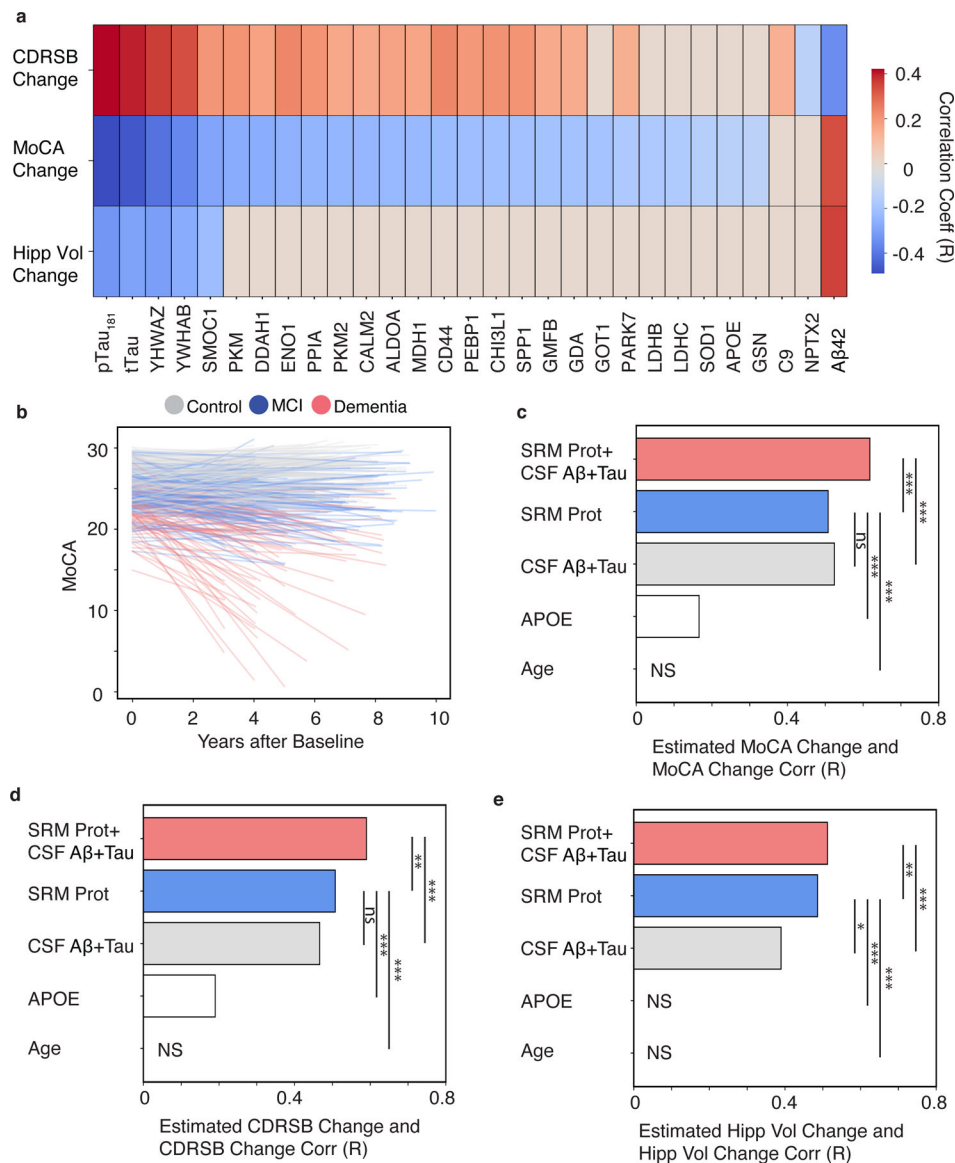 a
CDRSB
Change
MoCA
Change
Hipp Vol
Change
0.4
0.2
0
-0.2
-0.4
Correlation Coeff (R)
pTau181
tTau
YHWAZ
YWHAB
SMOC1
PKM
DDAH1
ENO1
PPIA
PKM2
CALM2
ALDOA
MDH1
CD44
PEBP1
CHI3L1
SPP1
GMFB
GDA
GOT1
PARK7
LDHB
LDHC
SOD1
APOE
GSN
C9
NPTX2
Aβ42
b
Control MCI Dementia
30
20
10
0
MoCA
0 2 4 6 8 10
Years after Baseline
c
SRM Prot+
CSF Aβ+Tau
SRM Prot
CSF Aβ+Tau
APOE
Age
NS
***
***
ns
***
***
0 0.4 0.8
Estimated MoCA Change and
MoCA Change Corr (R)
d
SRM Prot+
CSF Aβ+Tau
SRM Prot
CSF Aβ+Tau
APOE
Age
NS
**
***
ns
***
***
0 0.4 0.8
Estimated CDRSB Change and
CDRSB Change Corr (R)
e
SRM Prot+
CSF Aβ+Tau
SRM Prot
CSF Aβ+Tau
APOE
NS
Age
NS
**
***
*
***
***
0 0.4 0.8
Estimated Hipp Vol Change and
Hipp Vol Change Corr (R)